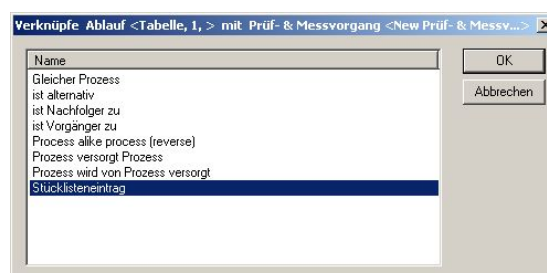 Verknüpfe Ablauf <Tabelle, 1, > mit Prüf- & Messvorgang <New Prüf- & Messv...>
Name
OK
Gleicher Prozess
Abbrechen
ist alternativ
ist Nachfolger zu
ist Vorgänger zu
Process alike process (reverse)
Prozess versorgt Prozess
Prozess wird von Prozess versorgt
Stücklisteneintrag